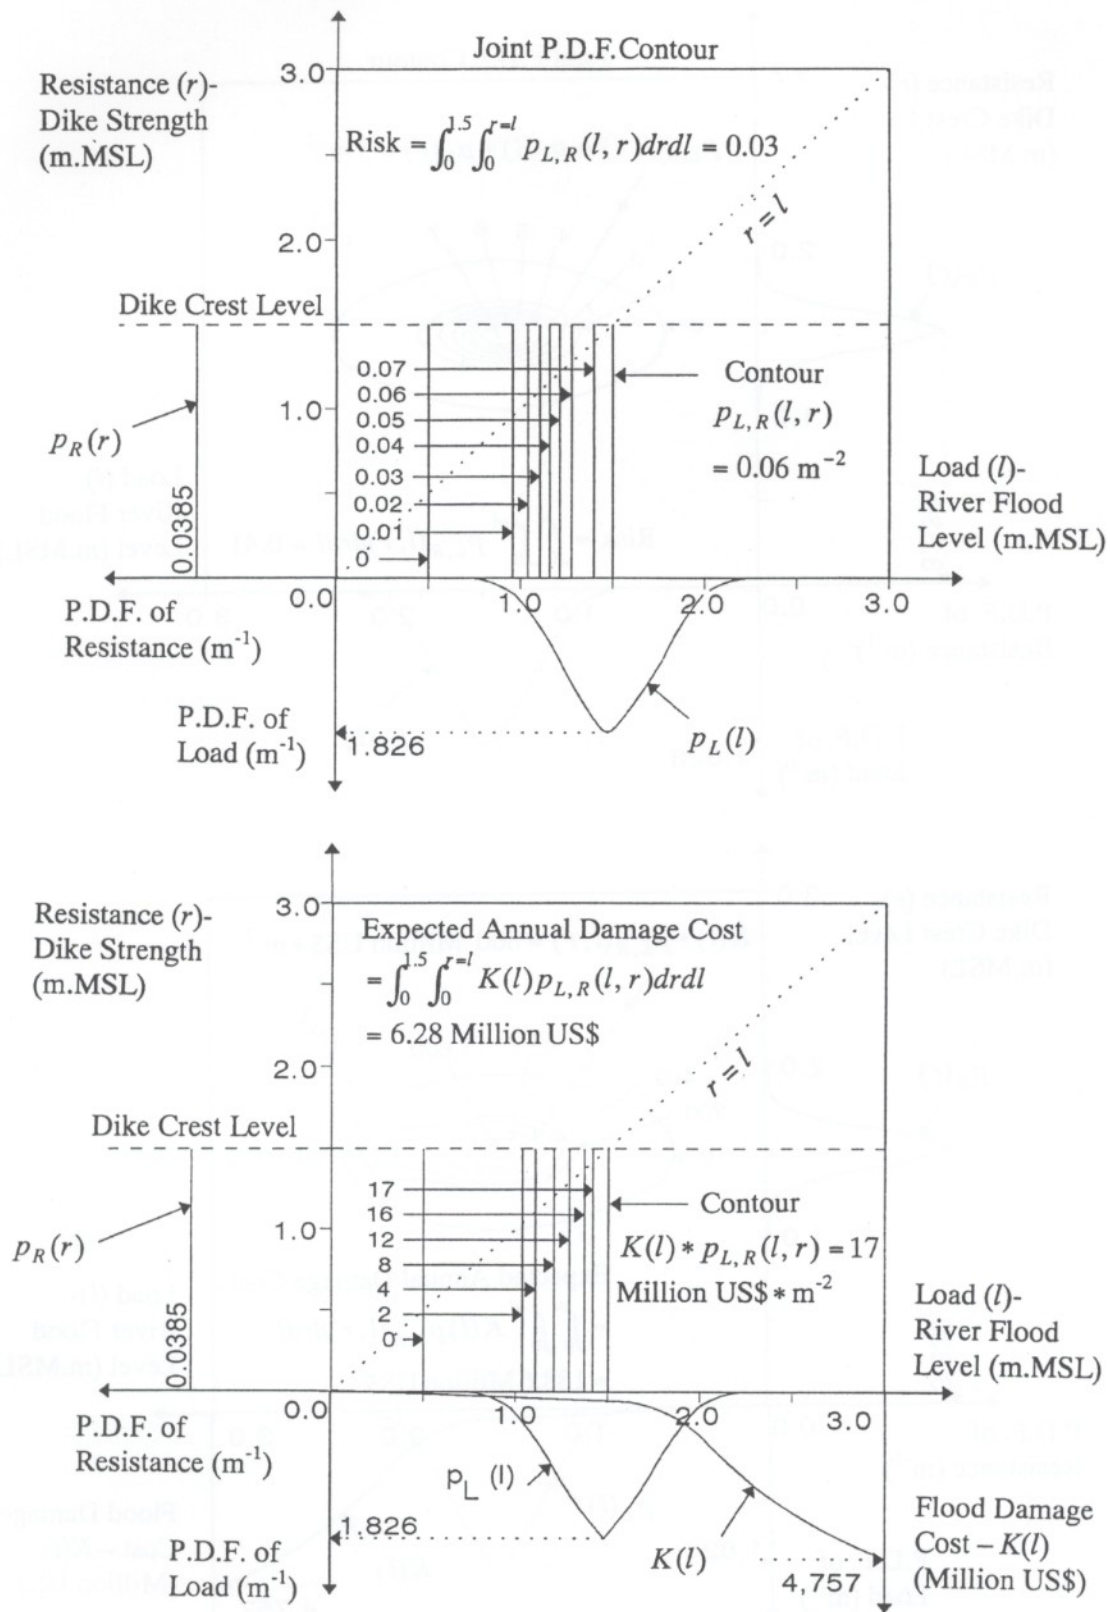 Joint P.D.F. Contour
Resistance (r)-
Dike Strength
(m.MSL)
3.0
Risk = ∫₀^1.5 ∫₀^r=l p_L,R(l, r)drdl = 0.03
r = l
2.0
Dike Crest Level
0.07
0.06
0.05
0.04
0.03
0.02
0.01
0
1.0
Contour
p_L,R(l, r)
= 0.06 m⁻²
p_R(r)
0.0385
Load (l)-
River Flood
Level (m.MSL)
0.0
1.0
2.0
3.0
P.D.F. of
Resistance (m⁻¹)
P.D.F. of
Load (m⁻¹)
1.826
p_L(l)
Resistance (r)-
Dike Strength
(m.MSL)
3.0
Expected Annual Damage Cost
= ∫₀^1.5 ∫₀^r=l K(l)p_L,R(l, r)drdl
= 6.28 Million US$
r = l
2.0
Dike Crest Level
17
16
12
8
4
2
0
1.0
Contour
K(l) * p_L,R(l, r) = 17
Million US$ * m⁻²
p_R(r)
0.0385
Load (l)-
River Flood
Level (m.MSL)
0.0
1.0
2.0
3.0
P.D.F. of
Resistance (m⁻¹)
p_L (l)
1.826
P.D.F. of
Load (m⁻¹)
K(l)
4,757
Flood Damage
Cost – K(l)
(Million US$)